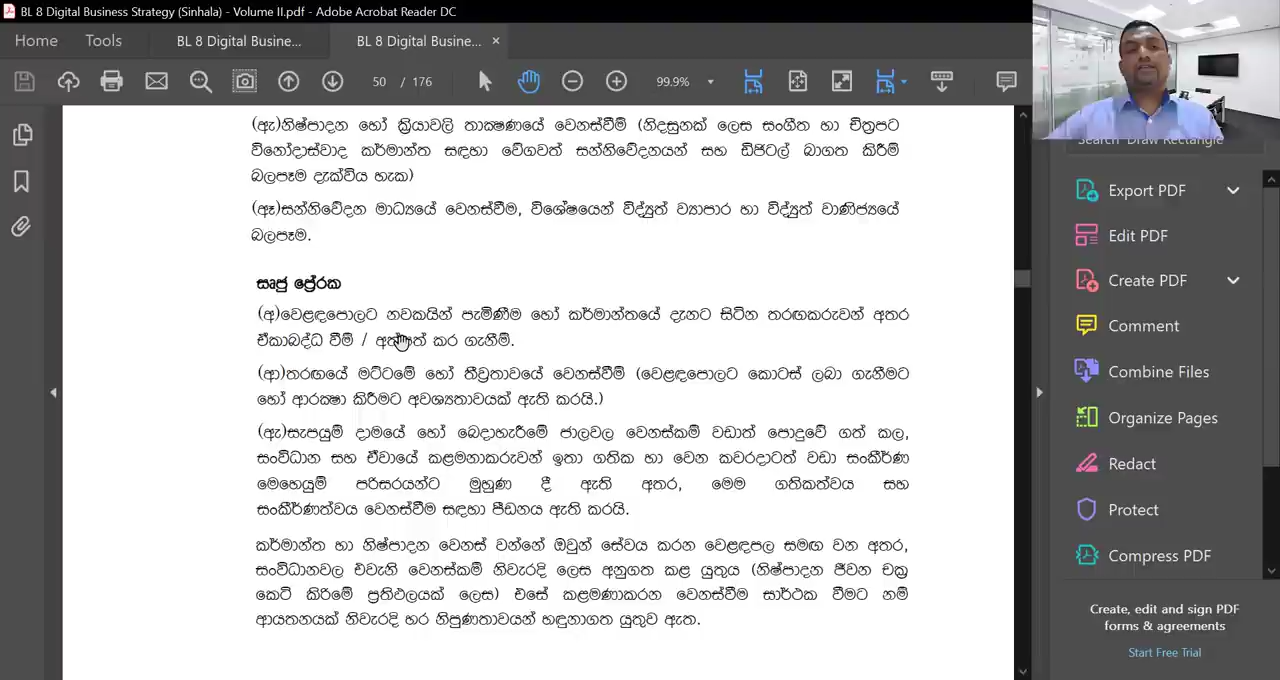 BL 8 Digital Business Strategy (Sinhala) - Volume II.pdf - Adobe Acrobat Reader DC
Home Tools BL 8 Digital Busine... BL 8 Digital Busine... ×
50 / 176 99.9%
(ඇ)නිෂ්පාදන හෝ ක්‍රියාවලි තාක්ෂණයේ වෙනස්වීම් (නිදසුනක් ලෙස සංගීත හා චිත්‍රපට
විනෝදාස්වාද කර්මාන්ත සඳහා මෑතගවත් සන්නිවේදනයන් සහ ඩිජිටල් බාගත කිරීම්
බලපෑම දැක්විය හැක)
(ඈ)සන්නිවේදන මාධ්‍යයේ වෙනස්වීම, විශේෂයෙන් විද්‍යුත් ව්‍යාපාර හා විද්‍යුත් වාණිජ්‍යයේ
බලපෑම.
සෘජු ප්‍රේරක
(අ)වෙළඳපොලට නවකයින් පැමිණීම හෝ කර්මාන්තයේ දැනට සිටින තරඟකරුවන් අතර
ඒකාබද්ධ වීම් / කර ගැනීම්.
(ආ)තරඟයේ මට්ටමේ හෝ තීව්‍රතාවයේ වෙනස්වීම් (වෙළඳපොලට කොටස් ලබා ගැනීමට
හෝ ආරක්‍ෂා කිරීමට අවශ්‍යතාවයක් ඇති කරයි.)
(ඇ)සැපයුම් දාමයේ හෝ බෙදාහැරීමේ ජාලවල වෙනස්කම් වඩාත් පොදුවේ ගත් කල,
සංවිධාන සහ ඒවායේ කළමනාකරුවන් ඉතා ගතික හා වෙන කවරදාටත් වඩා සංකීර්ණ
මෙහෙයුම් පරිසරයන්ට මුහුණ දී ඇති අතර, මෙම ගතිකත්වය සහ
සංකීර්ණත්වය වෙනස්වීම සඳහා පීඩනය ඇති කරයි.
කර්මාන්ත හා නිෂ්පාදන වෙනස් වන්නේ ඔවුන් සේවය කරන වෙළඳපල සමඟ වන අතර,
සංවිධානවල එවැනි වෙනස්කම් නිවැරදි ලෙස අනුගත කළ යුතුය (නිෂ්පාදන ජීවන චක්‍ර
කෙටි කිරීමේ ප්‍රතිඵලයක් ලෙස) එසේ කළමණාකරන වෙනස්වීම සාර්ථක වීමට නම්
ආයතනයක් නිවැරදි හර නිපුණතාවයන් හඳුනාගත යුතුව ඇත.
Search 'Draw Rectangle'
Export PDF
Edit PDF
Create PDF
Comment
Combine Files
Organize Pages
Redact
Protect
Compress PDF
Create, edit and sign PDF
forms & agreements
Start Free Trial